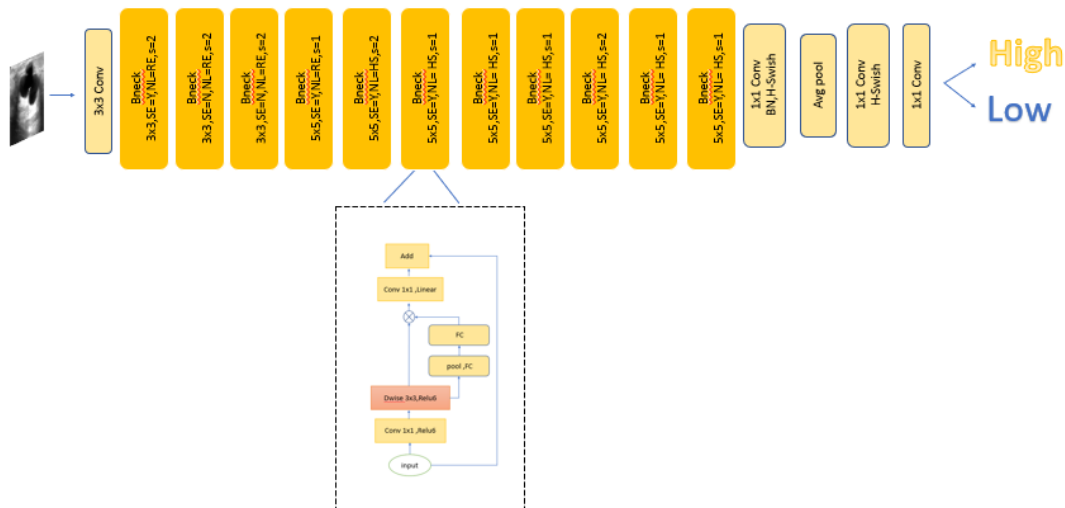 3x3 Conv
Bneck
3x3,SE=Y,NL=RE,s=2
Bneck
3x3,SE=N,NL=RE,s=2
Bneck
3x3,SE=N,NL=RE,s=2
Bneck
5x5,SE=Y,NL=RE,s=1
Bneck
5x5,SE=Y,NL=HS,s=2
Bneck
5x5,SE=Y,NL= HS,s=1
Bneck
5x5,SE=Y,NL= HS,s=1
Bneck
5x5,SE=Y,NL= HS,s=1
Bneck
5x5,SE=Y,NL= HS,s=2
Bneck
5x5,SE=Y,NL= HS,s=1
Bneck
5x5,SE=Y,NL= HS,s=1
1x1 Conv
BN,H-Swish
Avg pool
1x1 Conv
H-Swish
1x1 Conv
High
Low
Add
Conv 1x1 ,Linear
FC
pool ,FC
Dwise 3x3,Relu6
Conv 1x1 ,Relu6
input